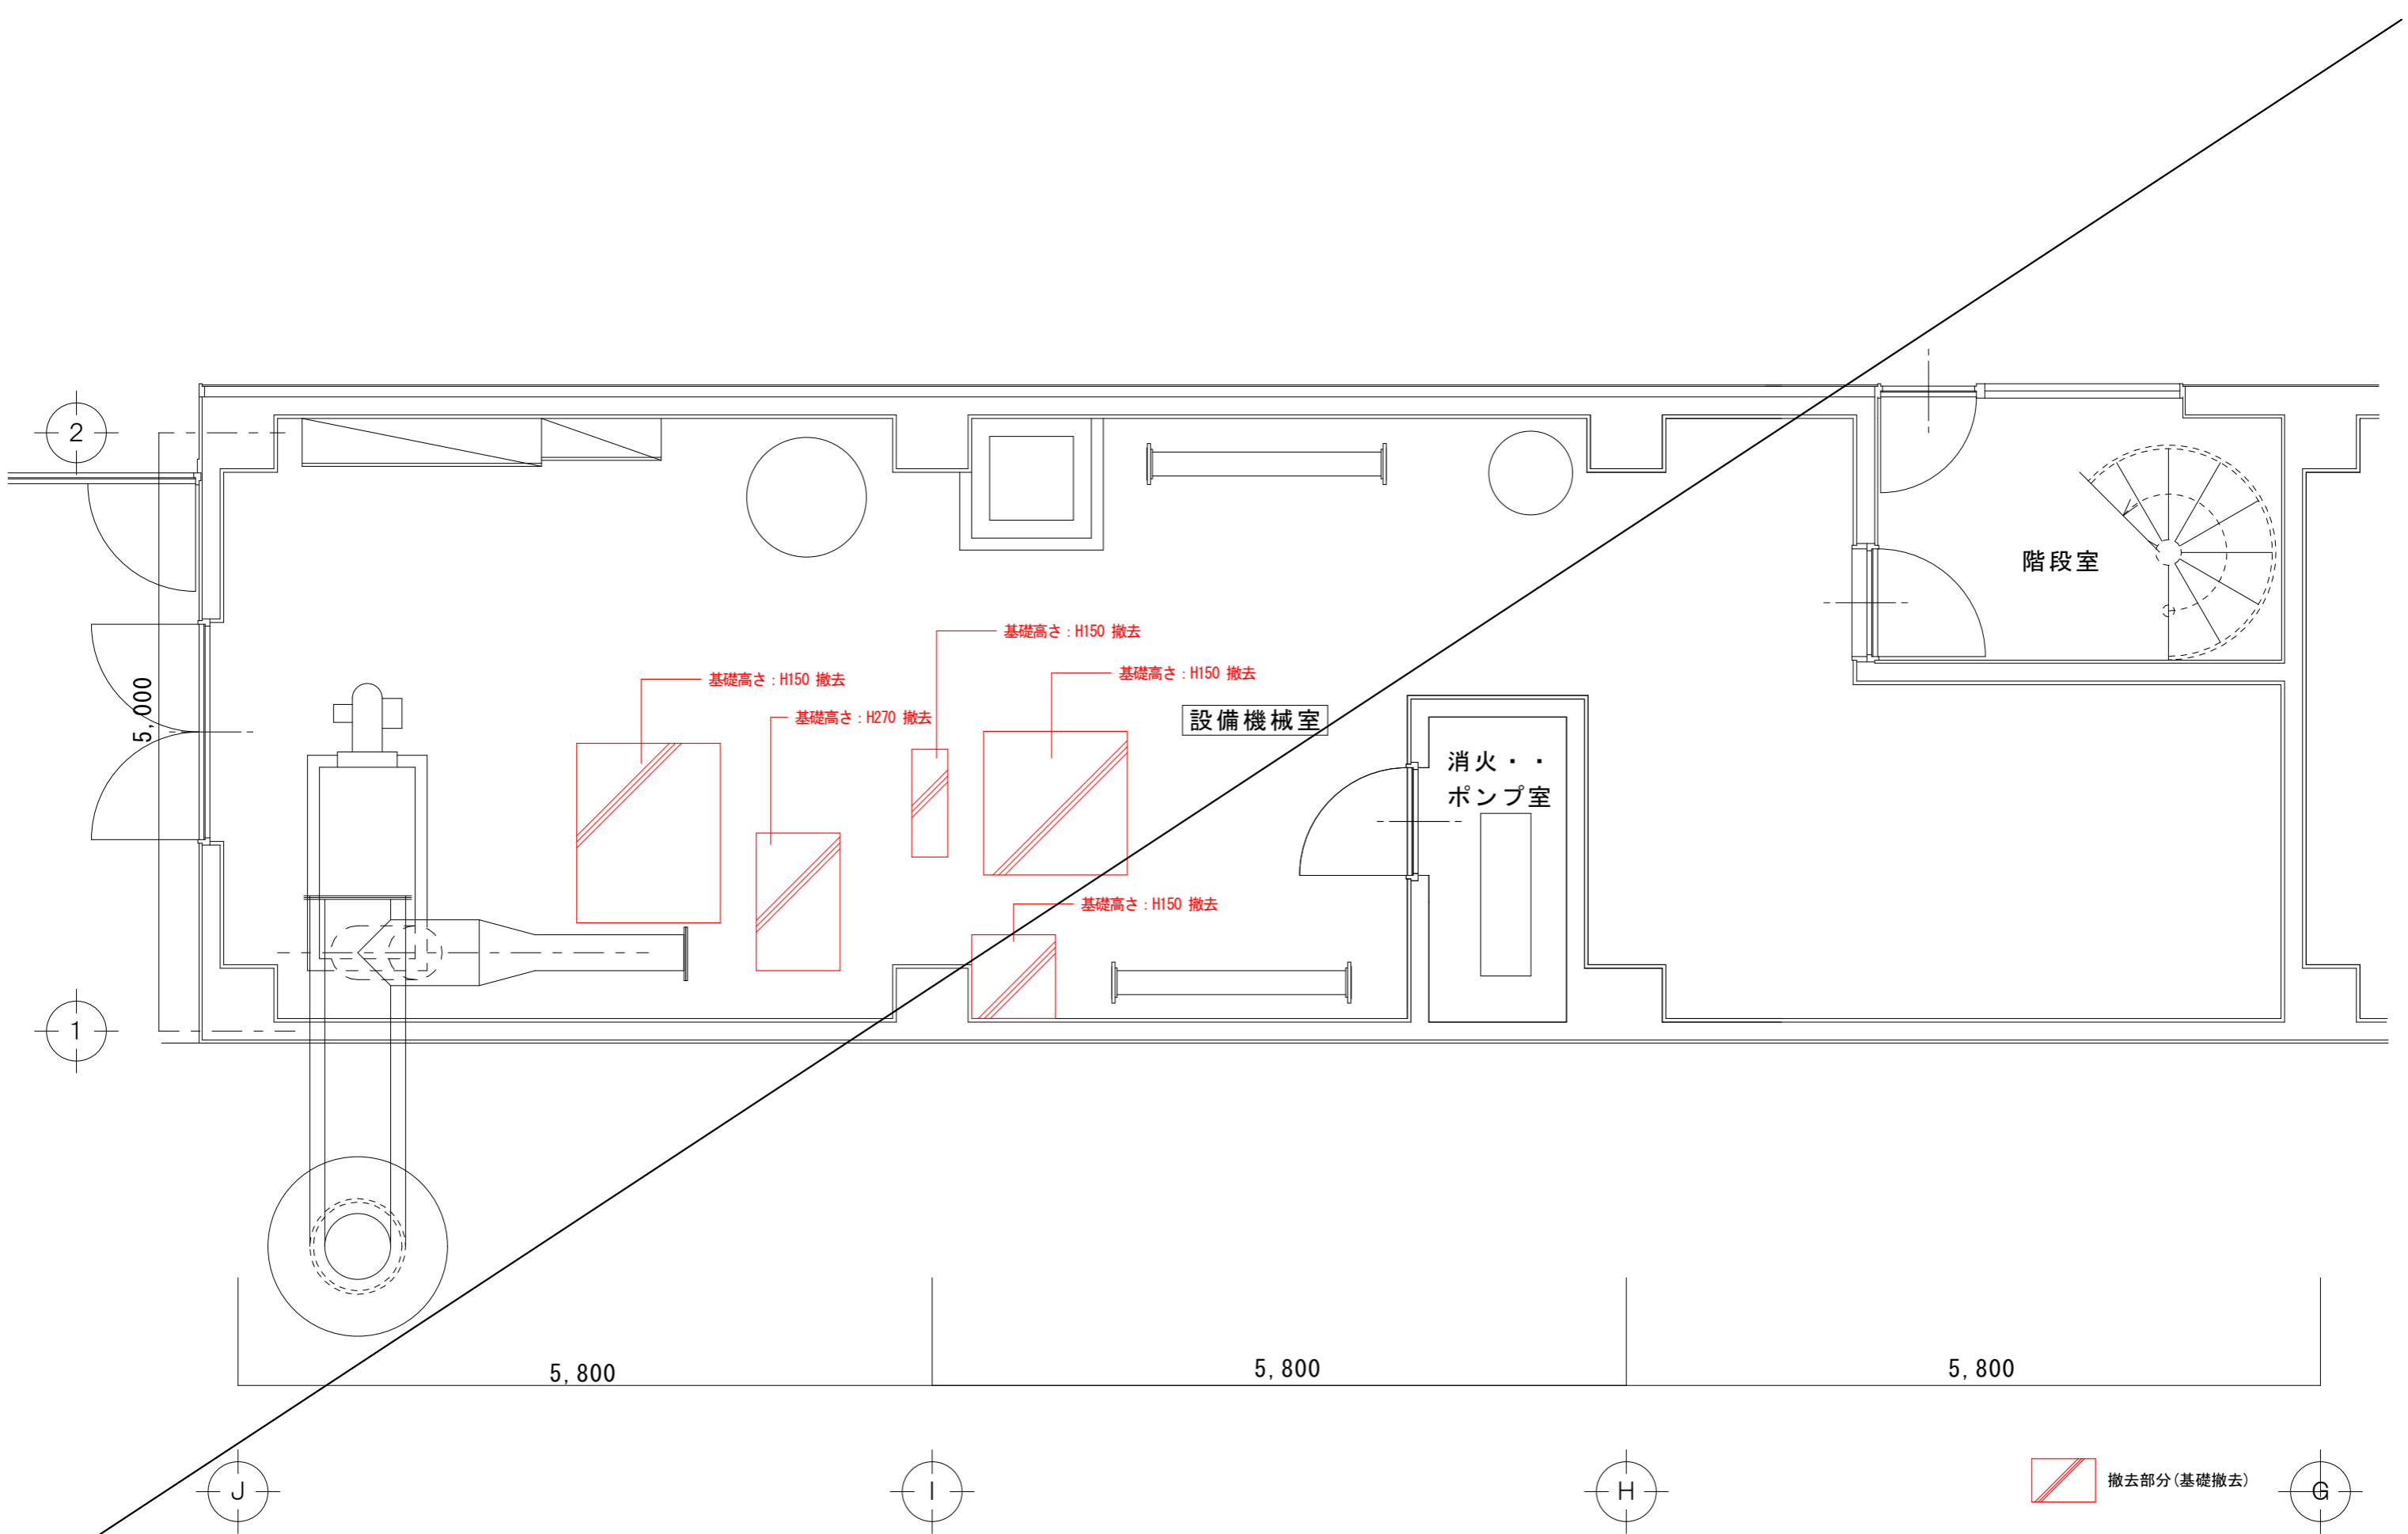 2
階段室
基礎高さ：H150 撤去
基礎高さ：H150 撤去
基礎高さ：H150 撤去
基礎高さ：H270 撤去
5,000
設備機械室
消火・・
ポンプ室
基礎高さ：H150 撤去
1
5,800
5,800
5,800
J
I
H
撤去部分(基礎撤去)
G